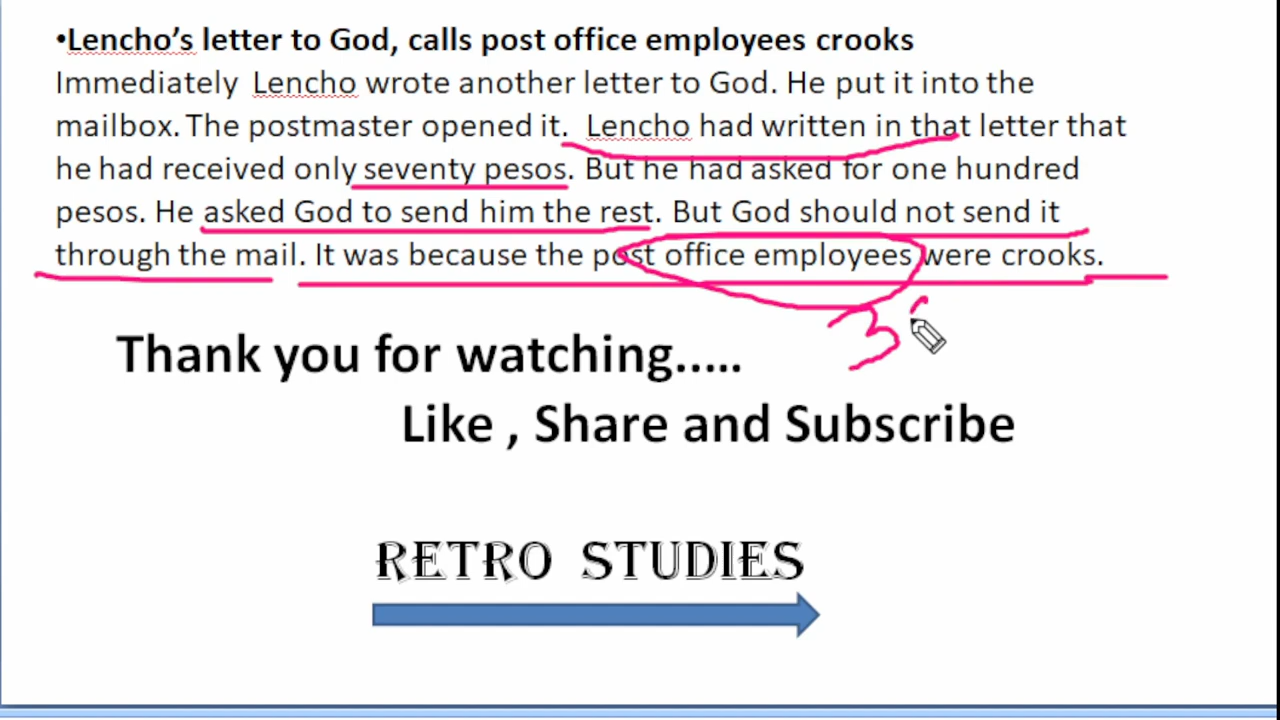 •Lencho's letter to God, calls post office employees crooks
Immediately Lencho wrote another letter to God. He put it into the
mailbox. The postmaster opened it. Lencho had written in that letter that
he had received only seventy pesos. But he had asked for one hundred
pesos. He asked God to send him the rest. But God should not send it
through the mail. It was because the post office employees were crooks.
3
Thank you for watching.....
Like , Share and Subscribe
RETRO STUDIES